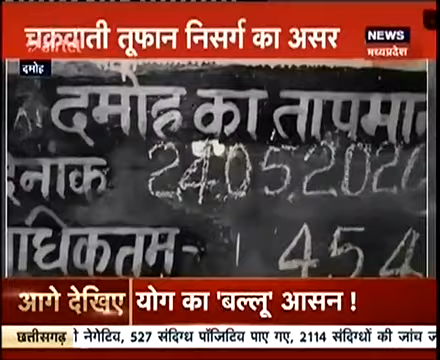 चक्रवाती तूफान निसर्ग का असर
NEWS
मध्यप्रदेश
दमोह
दमोह का तापमा
नाक 24.05.2020
धिकतम- 45.4
आगे देखिए योग का 'बल्लू' आसन !
छत्तीसगढ़ ो नेगेटिव, 527 संदिग्ध पॉजिटिव पाए गए, 2114 संदिग्धों की जांच ज